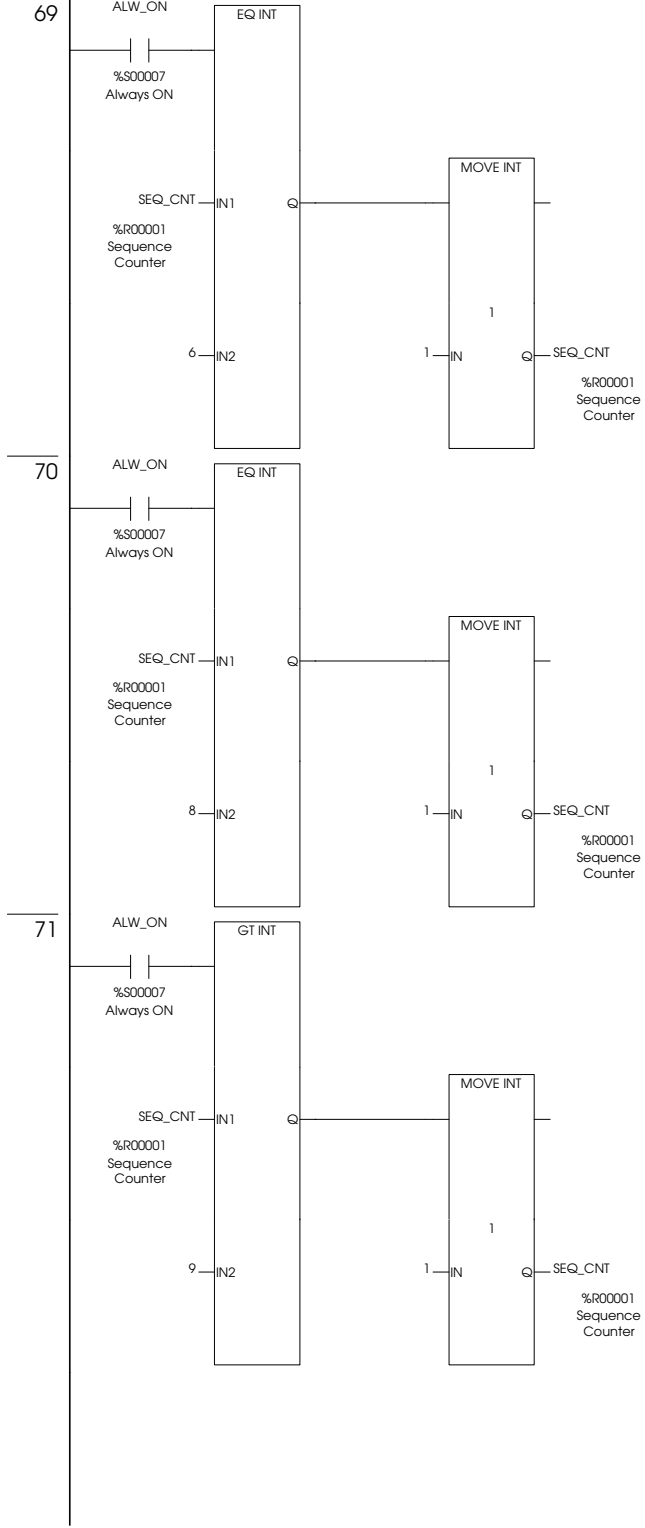 69
ALW_ON
EQ INT
%S00007
Always ON
MOVE INT
SEQ_CNT
IN1
Q
%R00001
Sequence
Counter
1
6
IN2
1
IN
Q
SEQ_CNT
%R00001
Sequence
Counter
70
ALW_ON
EQ INT
%S00007
Always ON
MOVE INT
SEQ_CNT
IN1
Q
%R00001
Sequence
Counter
1
8
IN2
1
IN
Q
SEQ_CNT
%R00001
Sequence
Counter
71
ALW_ON
GT INT
%S00007
Always ON
MOVE INT
SEQ_CNT
IN1
Q
%R00001
Sequence
Counter
1
9
IN2
1
IN
Q
SEQ_CNT
%R00001
Sequence
Counter